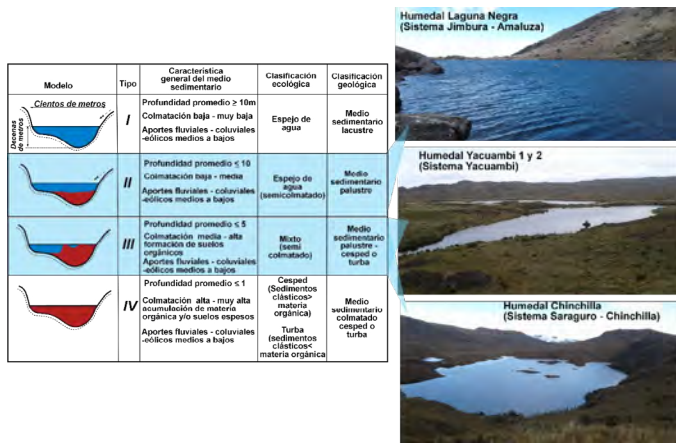 Modelo
Tipo
Característica
general del medio
sedimentario
Clasificación
ecológica
Clasificación
geológica
Cientos de metros
Decenas
de metros
I
Profundidad promedio ≥ 10m
Colmatación baja - muy baja
Aportes fluviales - coluviales
-eólicos medios a bajos
Espejo de
agua
Medio
sedimentario
lacustre
II
Profundidad promedio ≤ 10
Colmatación baja - media
Aportes fluviales - coluviales
-eólicos medios a bajos
Espejo de
agua
(semicolmatado)
Medio
sedimentario
palustre
III
Profundidad promedio ≤ 5
Colmatación media - alta
formación de suelos
orgánicos
Aportes fluviales - coluviales
-eólicos medios a bajos
Mixto
(semi
colmatado)
Medio
sedimentario
palustre -
cesped o
turba
IV
Profundidad promedio ≤ 1
Colmatación alta - muy alta
acumulación de materia
orgánica y/o suelos espesos
Aportes fluviales - coluviales
-eólicos medios a bajos
Cesped
(Sedimentos
clásticos>
materia
orgánica)
Turba
(sedimentos
clásticos<
materia orgánica
Medio
sedimentario
colmatado
cesped o
turba
Humedal Laguna Negra
(Sistema Jimbura - Amaluza)
Humedal Yacuambi 1 y 2
(Sistema Yacuambi)
Humedal Chinchilla
(Sistema Saraguro - Chinchilla)